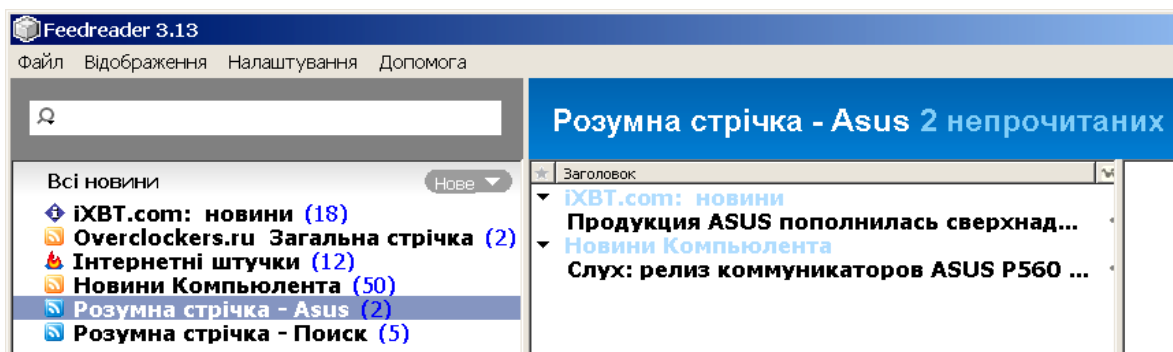 Feedreader 3.13
Файл Відображення Налаштування Допомога
Розумна стрічка - Asus 2 непрочитаних
Всі новини Нове
iXBT.com: новини (18)
Overclockers.ru Загальна стрічка (2)
Інтернетні штучки (12)
Новини Компьюлента (50)
Розумна стрічка - Asus (2)
Розумна стрічка - Поиск (5)
Заголовок
iXBT.com: новини
Продукция ASUS пополнилась сверхнад...
Новини Компьюлента
Слух: релиз коммуникаторов ASUS P560 ...